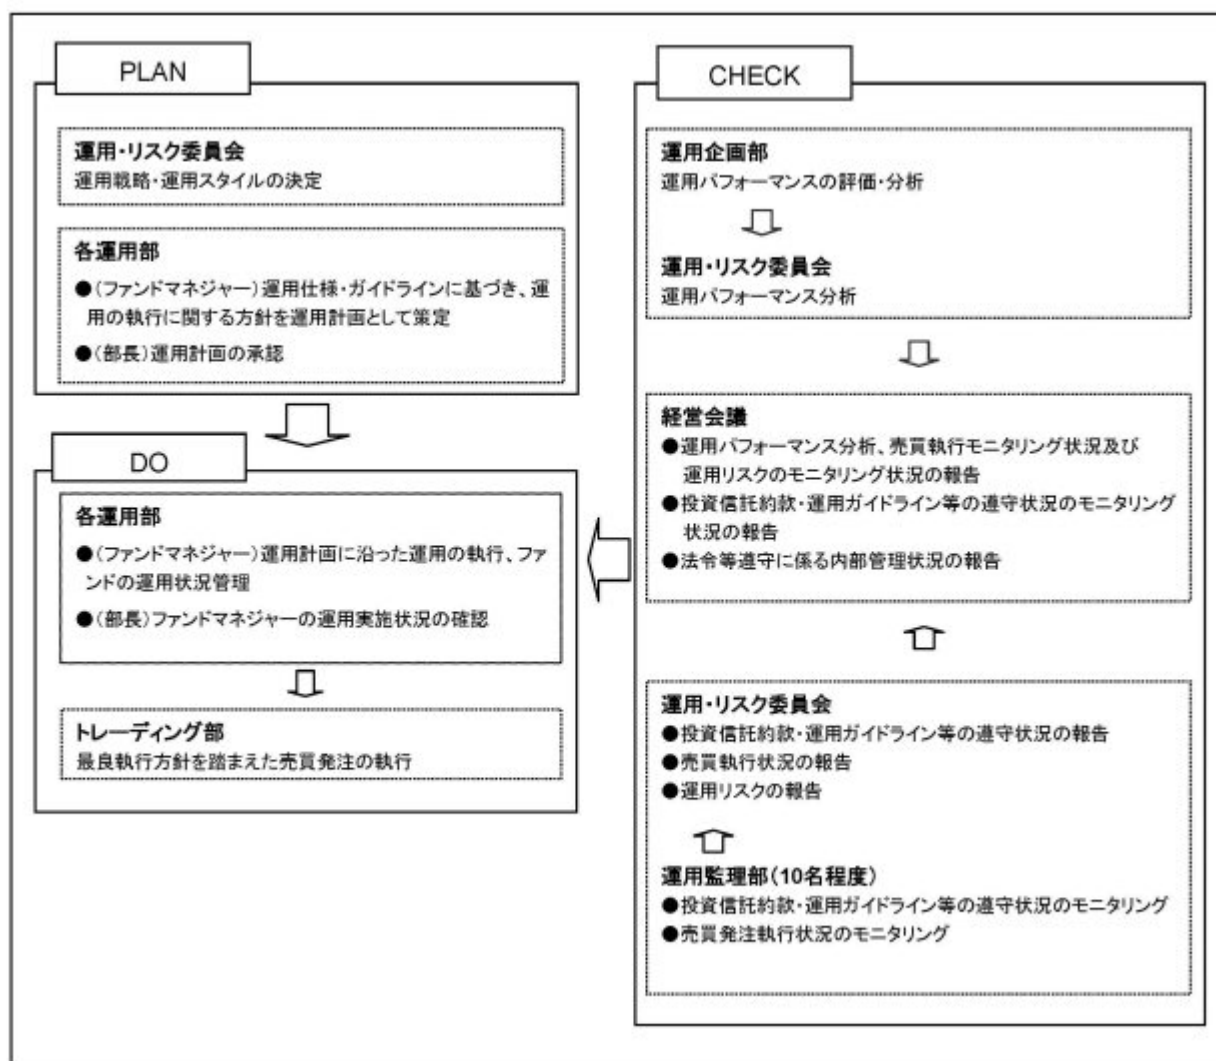 PLAN
運用・リスク委員会
運用戦略・運用スタイルの決定
各運用部
●(ファンドマネジャー)運用仕様・ガイドラインに基づき、運
用の執行に関する方針を運用計画として策定
●(部長)運用計画の承認
DO
各運用部
●(ファンドマネジャー)運用計画に沿った運用の執行、ファ
ンドの運用状況管理
●(部長)ファンドマネジャーの運用実施状況の確認
トレーディング部
最良執行方針を踏まえた売買発注の執行
CHECK
運用企画部
運用パフォーマンスの評価・分析
運用・リスク委員会
運用パフォーマンス分析
経営会議
●運用パフォーマンス分析、売買執行モニタリング状況及び
運用リスクのモニタリング状況の報告
●投資信託約款・運用ガイドライン等の遵守状況のモニタリング
状況の報告
●法令等遵守に係る内部管理状況の報告
運用・リスク委員会
●投資信託約款・運用ガイドライン等の遵守状況の報告
●売買執行状況の報告
●運用リスクの報告
運用監理部(10名程度)
●投資信託約款・運用ガイドライン等の遵守状況のモニタリング
●売買発注執行状況のモニタリング